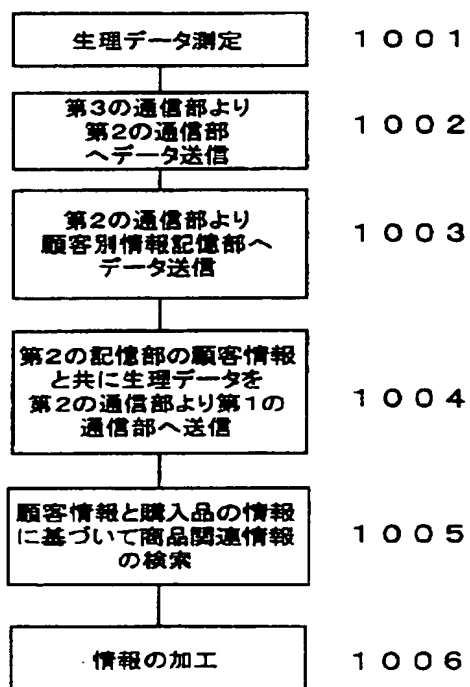 生理データ測定
1001
第3の通信部より
第2の通信部
へデータ送信
1002
第2の通信部より
顧客別情報記憶部へ
データ送信
1003
第2の記憶部の顧客情報
と共に生理データを
第2の通信部より第1の
通信部へ送信
1004
顧客情報と購入品の情報
に基づいて商品関連情報
の検索
1005
情報の加工
1006